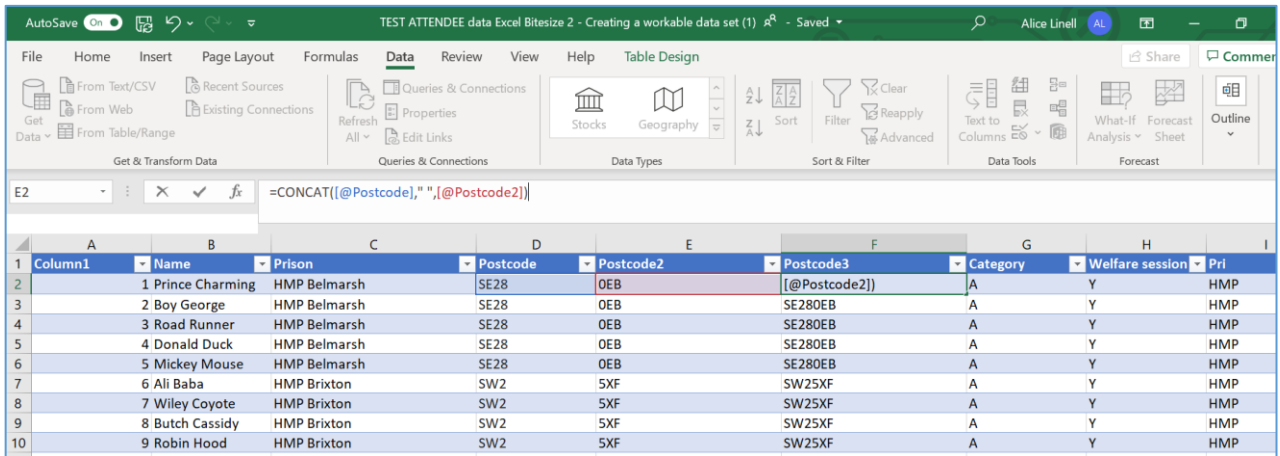 AutoSave On TEST ATTENDEE data Excel Bitesize 2 - Creating a workable data set (1) - Saved Alice Linell AL
File Home Insert Page Layout Formulas Data Review View Help Table Design Share Commen
Get Data
From Text/CSV
From Web
From Table/Range
Recent Sources
Existing Connections
Refresh All
Queries & Connections
Properties
Edit Links
Stocks
Geography
Sort
Filter
Clear
Reapply
Advanced
Text to Columns
What-If Analysis
Forecast Sheet
Outline
Get & Transform Data Queries & Connections Data Types Sort & Filter Data Tools Forecast
E2 fx =CONCAT([@Postcode]," ",[@Postcode2])
A B C D E F G H I
1 Column1 Name Prison Postcode Postcode2 Postcode3 Category Welfare session Pri
2 1 Prince Charming HMP Belmarsh SE28 0EB [@Postcode2]) A Y HMP
3 2 Boy George HMP Belmarsh SE28 0EB SE280EB A Y HMP
4 3 Road Runner HMP Belmarsh SE28 0EB SE280EB A Y HMP
5 4 Donald Duck HMP Belmarsh SE28 0EB SE280EB A Y HMP
6 5 Mickey Mouse HMP Belmarsh SE28 0EB SE280EB A Y HMP
7 6 Ali Baba HMP Brixton SW2 5XF SW25XF A Y HMP
8 7 Wiley Coyote HMP Brixton SW2 5XF SW25XF A Y HMP
9 8 Butch Cassidy HMP Brixton SW2 5XF SW25XF A Y HMP
10 9 Robin Hood HMP Brixton SW2 5XF SW25XF A Y HMP